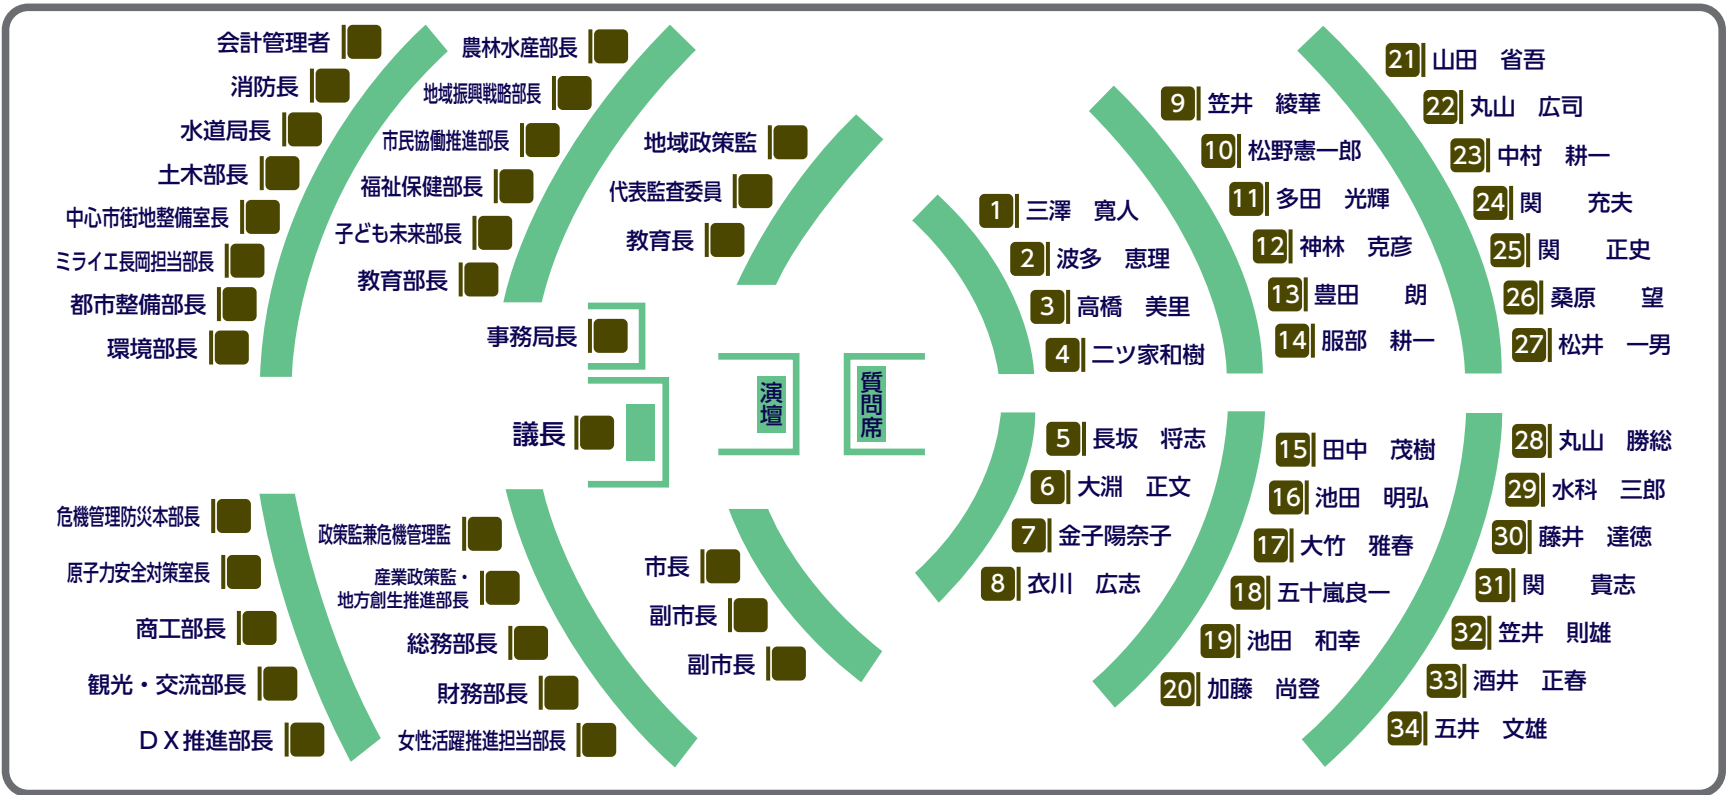 会計管理者
消防長
水道局長
土木部長
中心市街地整備室長
ミライエ長岡担当部長
都市整備部長
環境部長
農林水産部長
地域振興戦略部長
市民協働推進部長
福祉保健部長
子ども未来部長
教育部長
地域政策監
代表監査委員
教育長
事務局長
議長
演壇
質問席
危機管理防災本部長
原子力安全対策室長
商工部長
観光・交流部長
DX推進部長
政策監兼危機管理監
産業政策監・
地方創生推進部長
総務部長
財務部長
女性活躍推進担当部長
市長
副市長
副市長
1 三澤 寛人
2 波多 恵理
3 高橋 美里
4 二ツ家和樹
5 長坂 将志
6 大淵 正文
7 金子陽奈子
8 衣川 広志
9 笠井 綾華
10 松野憲一郎
11 多田 光輝
12 神林 克彦
13 豊田 朗
14 服部 耕一
15 田中 茂樹
16 池田 明弘
17 大竹 雅春
18 五十嵐良一
19 池田 和幸
20 加藤 尚登
21 山田 省吾
22 丸山 広司
23 中村 耕一
24 関 充夫
25 関 正史
26 桑原 望
27 松井 一男
28 丸山 勝総
29 水科 三郎
30 藤井 達徳
31 関 貴志
32 笠井 則雄
33 酒井 正春
34 五井 文雄